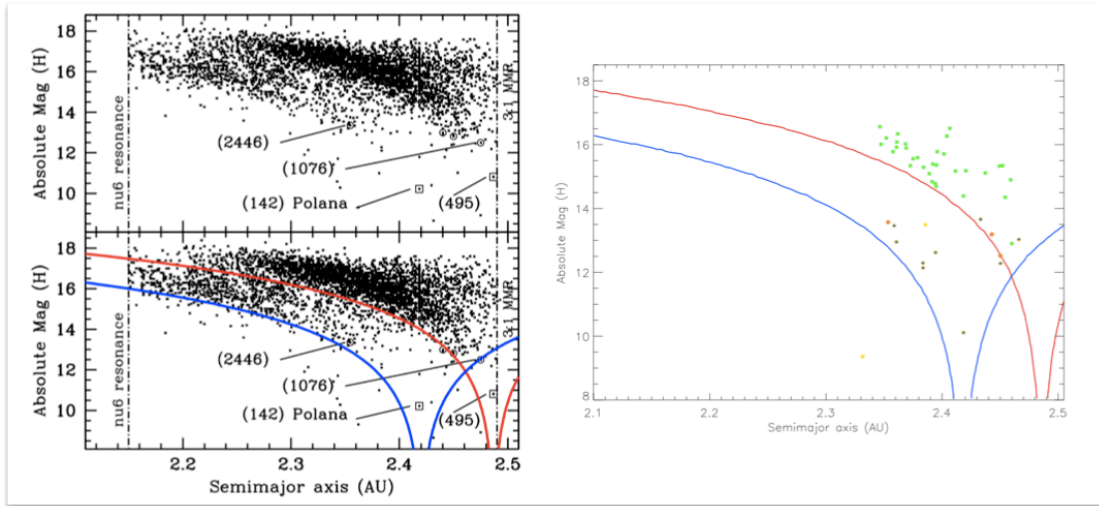 18
16
14
12
10
Absolute Mag (H)
nu6 resonance
3:1 MMR
(2446)
(1076)
(142) Polana
(495)
18
16
14
12
10
Absolute Mag (H)
nu6 resonance
3:1 MMR
(2446)
(1076)
(142) Polana
(495)
2.2 2.3 2.4 2.5
Semimajor axis (AU)
18
16
14
12
10
8
Absolute Mag (H)
2.1 2.2 2.3 2.4 2.5
Semimajor axis (AU)